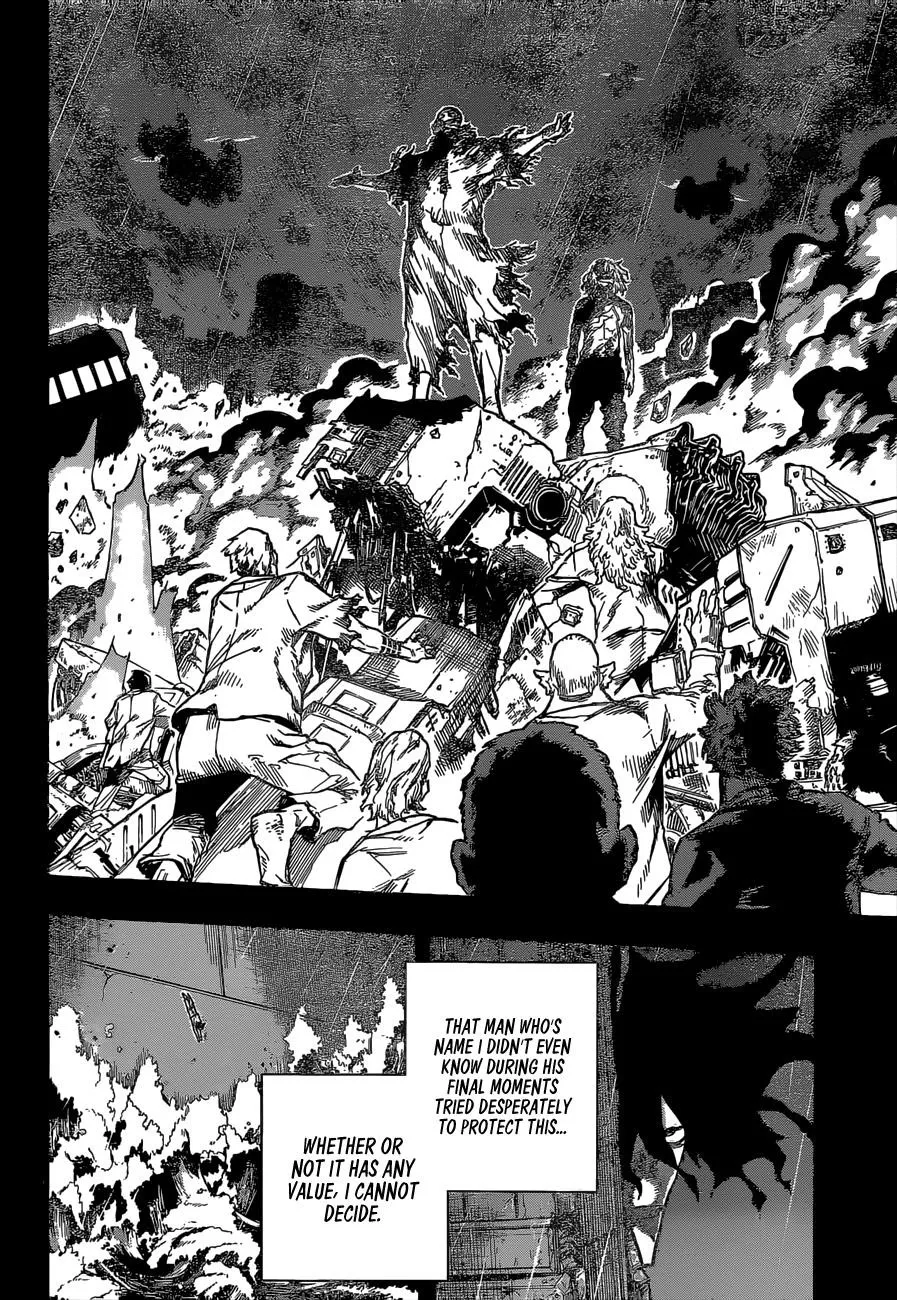 THAT MAN WHO'S
NAME I DIDN'T EVEN
KNOW DURING HIS
FINAL MOMENTS
TRIED DESPERATELY
TO PROTECT THIS...
WHETHER OR
NOT IT HAS ANY
VALUE, I CANNOT
DECIDE.